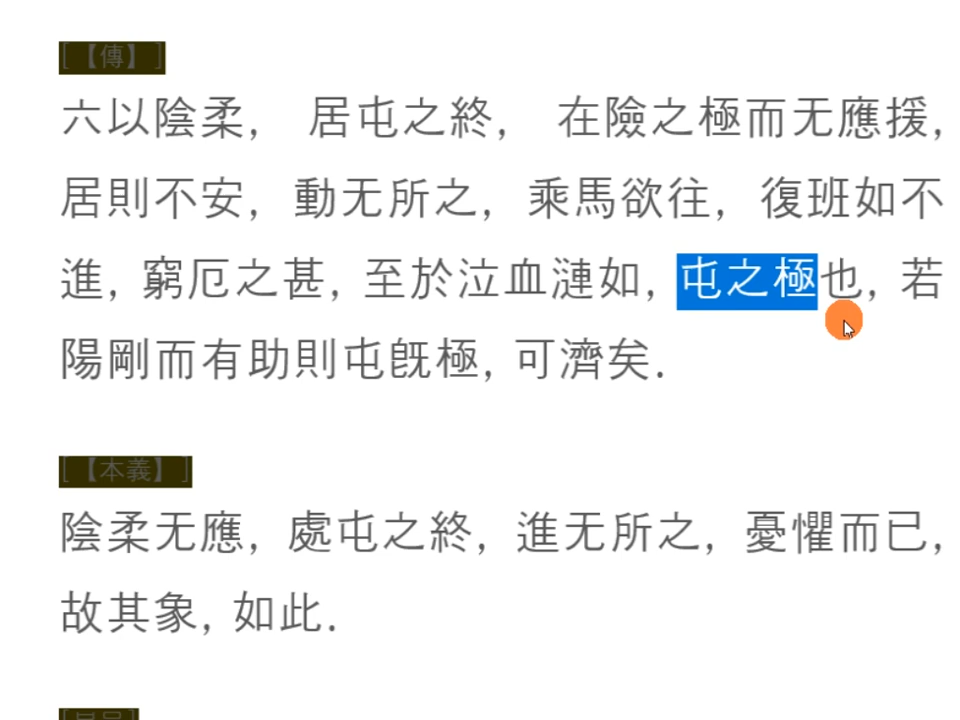 [【傳】]
六以陰柔, 居屯之終, 在險之極而无應援,
居則不安, 動无所之, 乘馬欲往, 復班如不
進, 窮厄之甚, 至於泣血漣如, 屯之極也, 若
陽剛而有助則屯旣極, 可濟矣.
[【本義】]
陰柔无應, 處屯之終, 進无所之, 憂懼而已,
故其象, 如此.